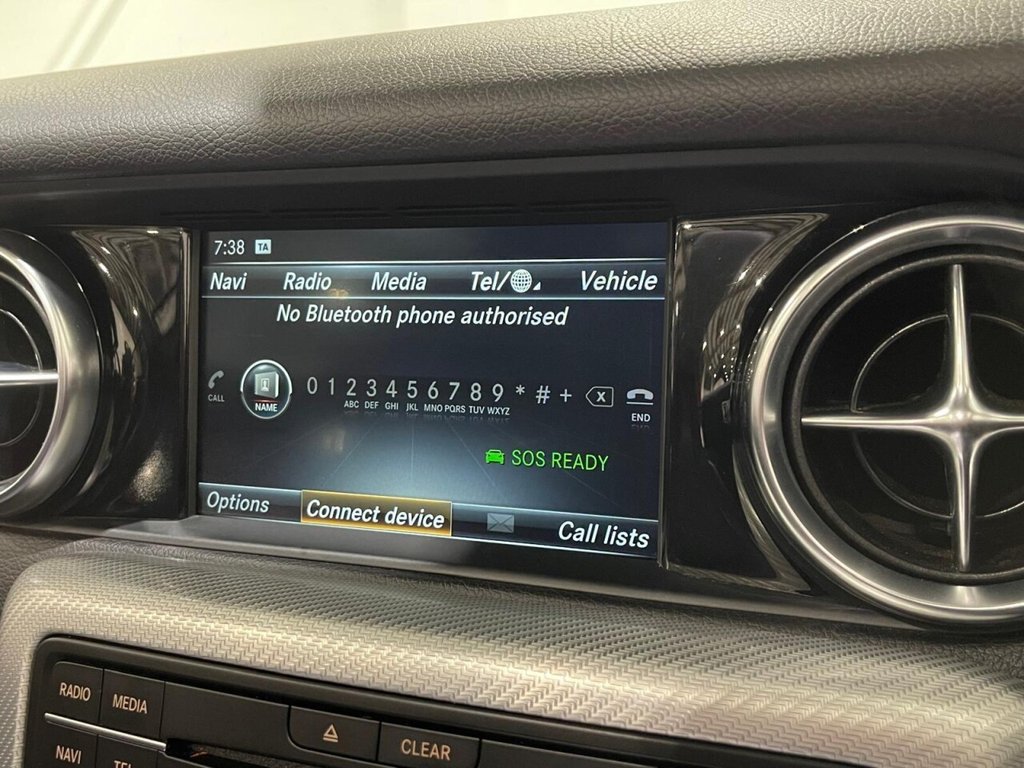 7:38 TA
Navi Radio Media Tel/ Vehicle
No Bluetooth phone authorised
CALL NAME 0 1 2 3 4 5 6 7 8 9 * # + X END
ABC DEF GHI JKL MNO PQRS TUV WXYZ
SOS READY
Options Connect device Call lists
RADIO MEDIA CLEAR
NAVI TEL